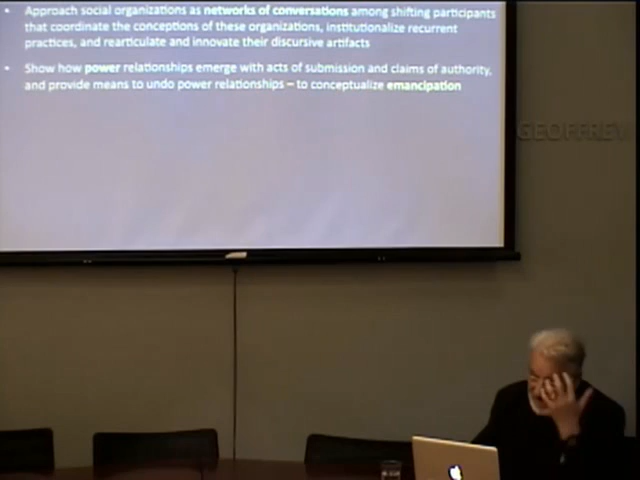 • Approach social organizations as networks of conversations among shifting participants
that coordinate the conceptions of these organizations, institutionalize recurrent
practices, and rearticulate and innovate their discursive artifacts
• Show how power relationships emerge with acts of submission and claims of authority,
and provide means to undo power relationships – to conceptualize emancipation
GEOFFREY